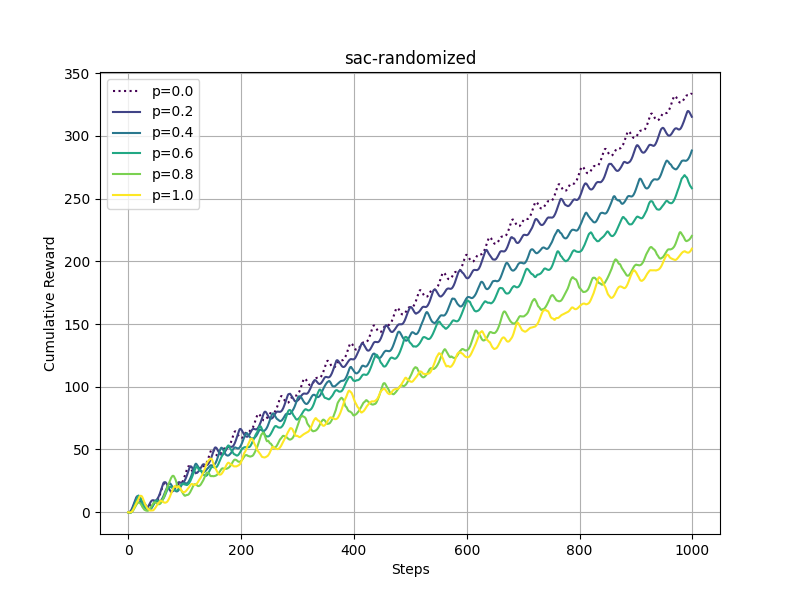 sac-randomized
350
300
250
200
150
100
50
0
Cumulative Reward
p=0.0
p=0.2
p=0.4
p=0.6
p=0.8
p=1.0
0 200 400 600 800 1000
Steps